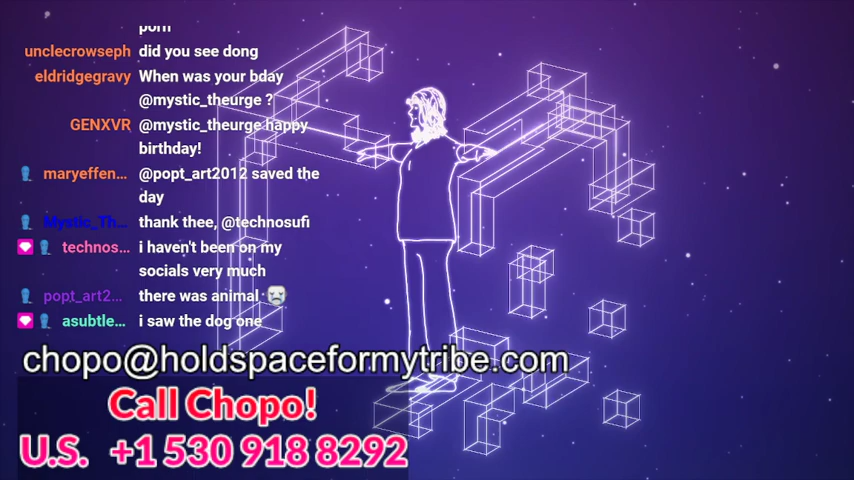 porn
unclecrowseph did you see dong
eldridgegravy When was your bday
@mystic_theurge ?
GENXVR @mystic_theurge happy
birthday!
maryeffen... @popt_art2012 saved the
day
Mystic_Th... thank thee, @technosufi
technos... i haven't been on my
socials very much
popt_art2... there was animal
asubtle... i saw the dog one
chopo@holdspaceformytribe.com
Call Chopo!
U.S. +1 530 918 8292